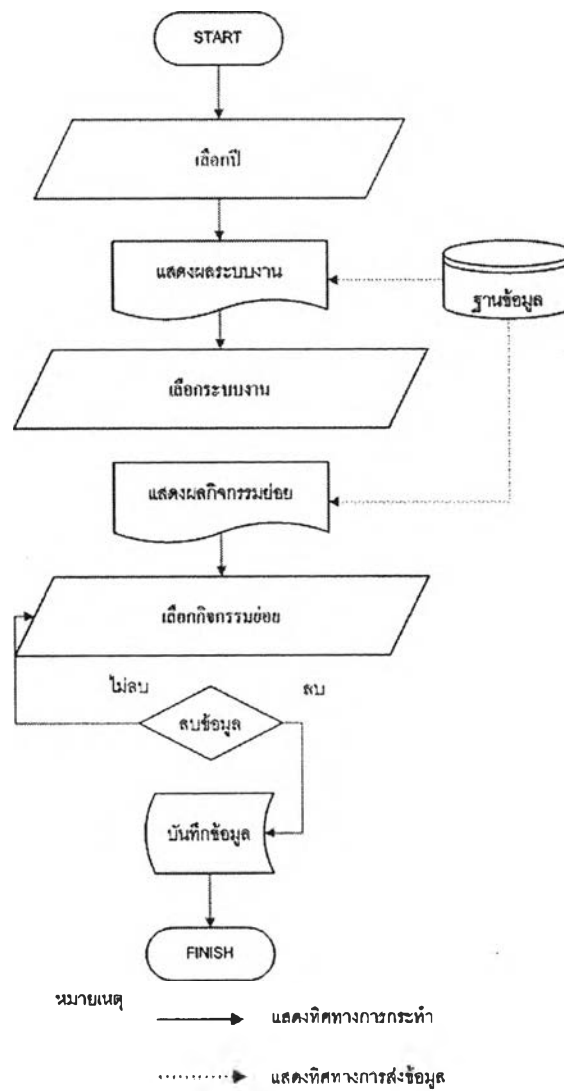 START
เลือกปี
แสดงผลระบบงาน
ฐานข้อมูล
เลือกระบบงาน
แสดงผลกิจกรรมย่อย
เลือกกิจกรรมย่อย
ไม่ลบ
ลบ
ลบข้อมูล
บันทึกข้อมูล
FINISH
หมายเหตุ
แสดงทิศทางการกระทำ
แสดงทิศทางการส่งข้อมูล